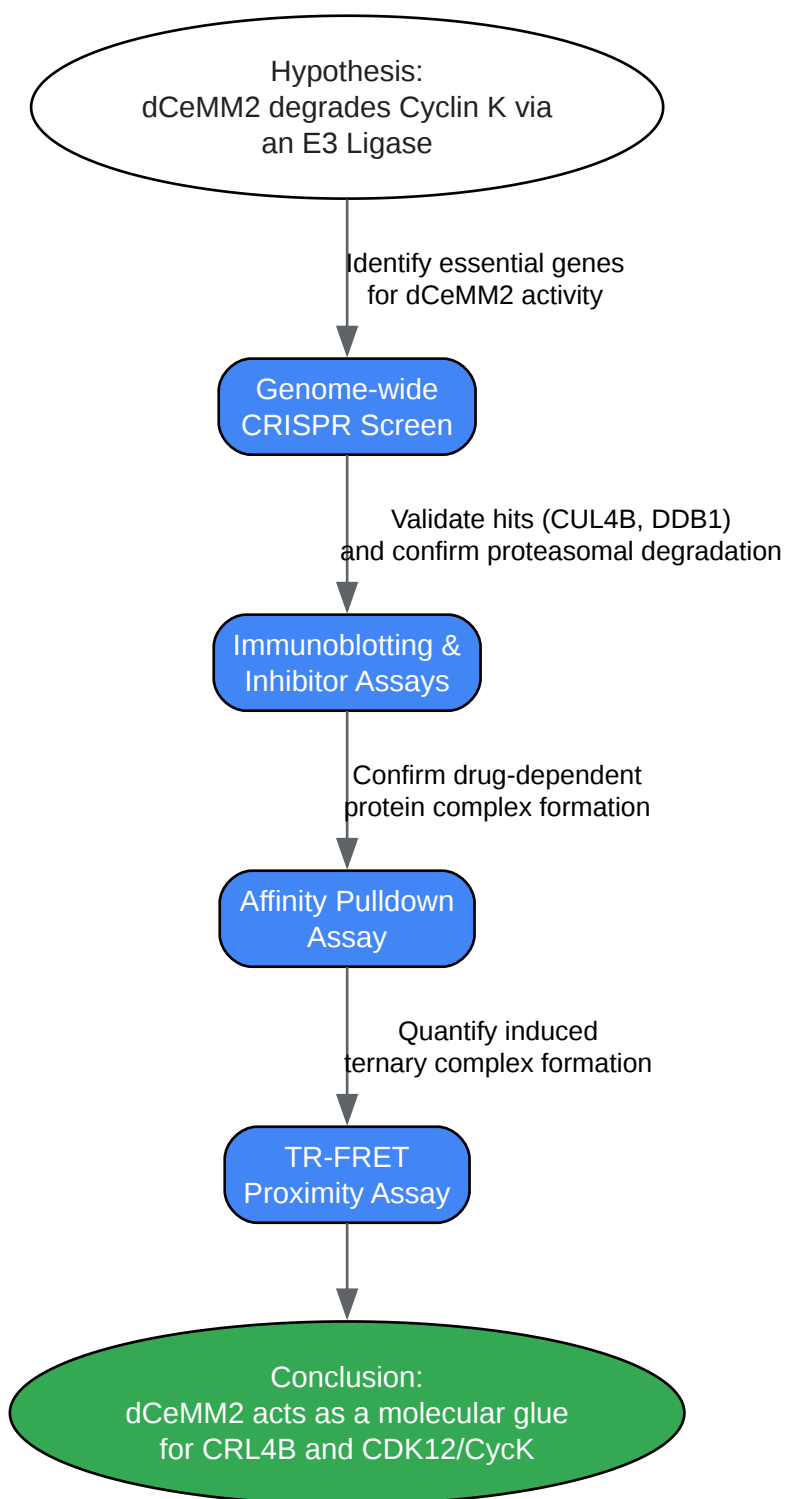 Hypothesis:
dCeMM2 degrades Cyclin K via
an E3 Ligase
Identify essential genes
for dCeMM2 activity
Genome-wide
CRISPR Screen
Validate hits (CUL4B, DDB1)
and confirm proteasomal degradation
Immunoblotting &
Inhibitor Assays
Confirm drug-dependent
protein complex formation
Affinity Pulldown
Assay
Quantify induced
ternary complex formation
TR-FRET
Proximity Assay
Conclusion:
dCeMM2 acts as a molecular glue
for CRL4B and CDK12/CycK